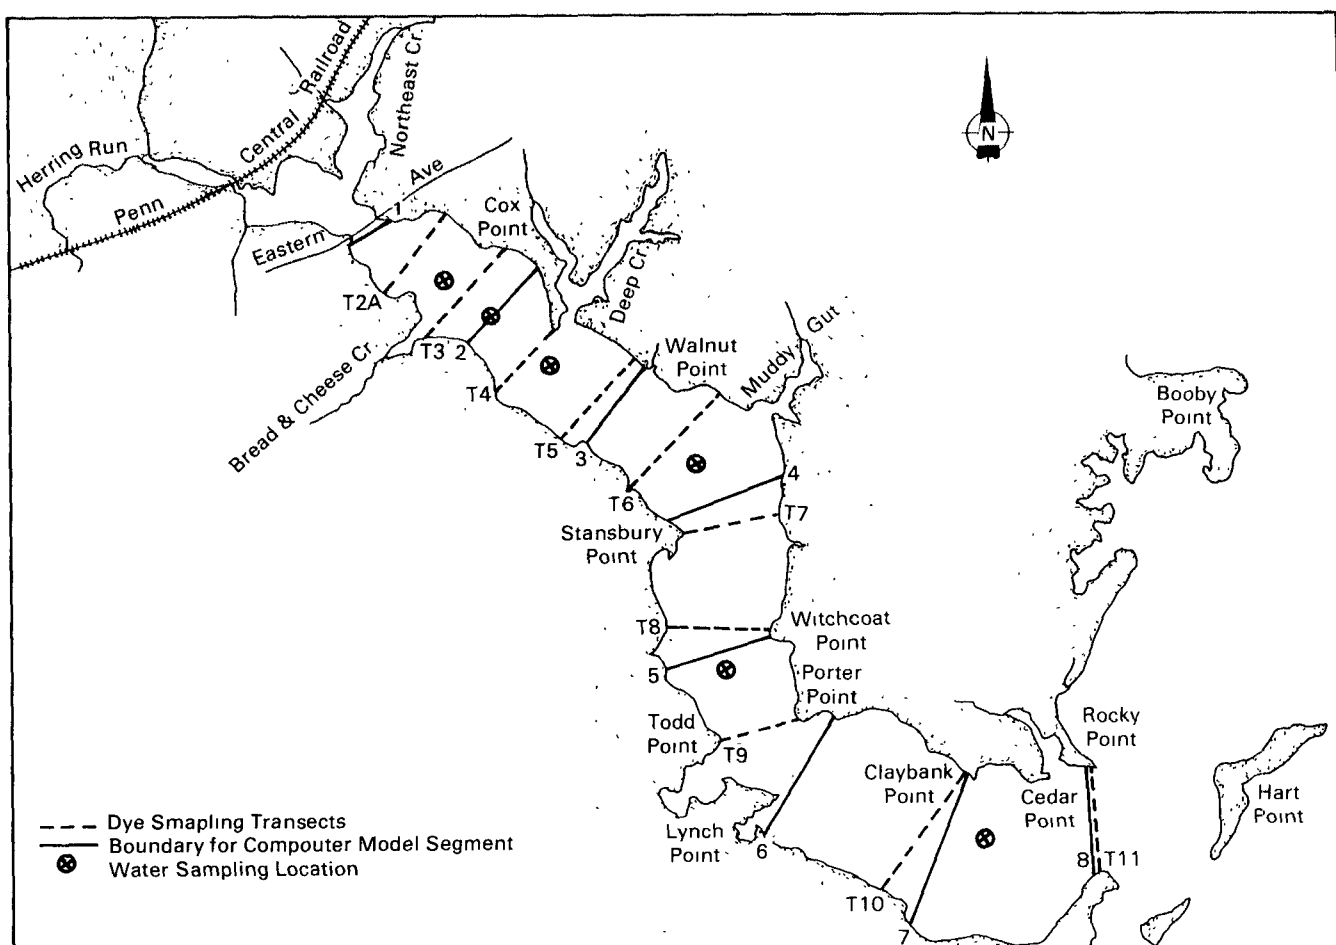 Herring Run
Penn
Central
Railroad
Northeast Cr.
Ave
Eastern
1
Cox
Point
N
Deep Cr.
T2A
T3
2
Bread & Cheese Cr.
T4
Walnut
Point
Muddy Gut
Booby
Point
T5
3
T6
4
T7
Stansbury
Point
T8
Witchcoat
Point
5
Porter
Point
Todd
Point
T9
Rocky
Point
Claybank
Point
Cedar
Point
Hart
Point
Lynch
Point
6
8
T11
T10
7
Dye Smapling Transects
Boundary for Compouter Model Segment
Water Sampling Location